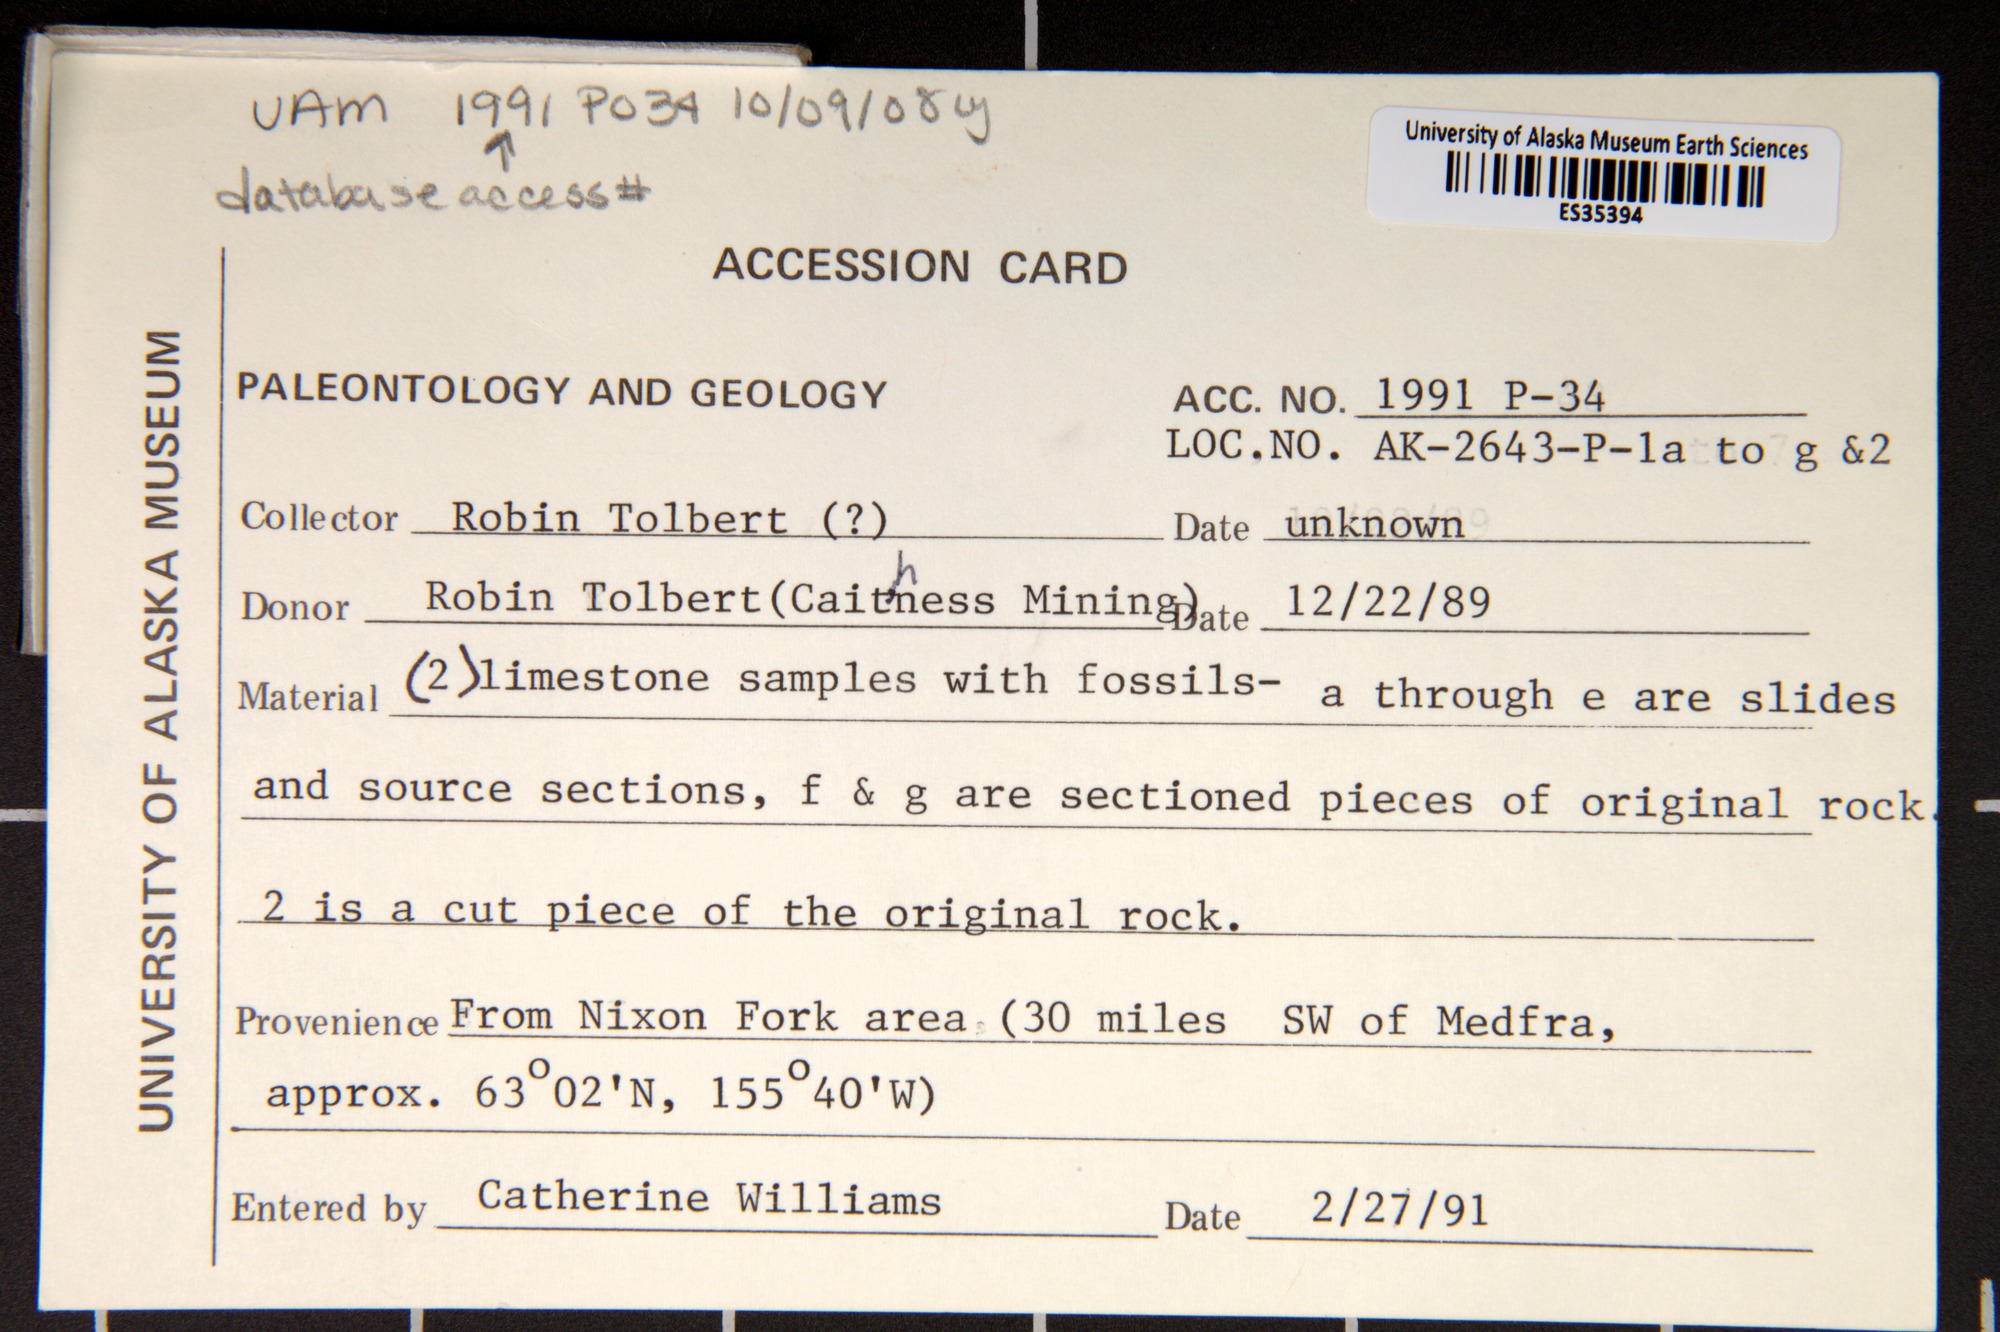 UAM 1991 P034 10/09/08
database access#
University of Alaska Museum Earth Sciences
ES35394
ACCESSION CARD
UNIVERSITY OF ALASKA MUSEUM
PALEONTOLOGY AND GEOLOGY
ACC. NO. 1991 P-34
LOC.NO. AK-2643-P-1a to g &2
Collector Robin Tolbert (?) Date unknown
Donor Robin Tolbert(Caithness Mining) Date 12/22/89
Material (2)limestone samples with fossils- a through e are slides
and source sections, f & g are sectioned pieces of original rock.
2 is a cut piece of the original rock.
Provenience From Nixon Fork area (30 miles SW of Medfra,
approx. 63°02'N, 155°40'W)
Entered by Catherine Williams Date 2/27/91